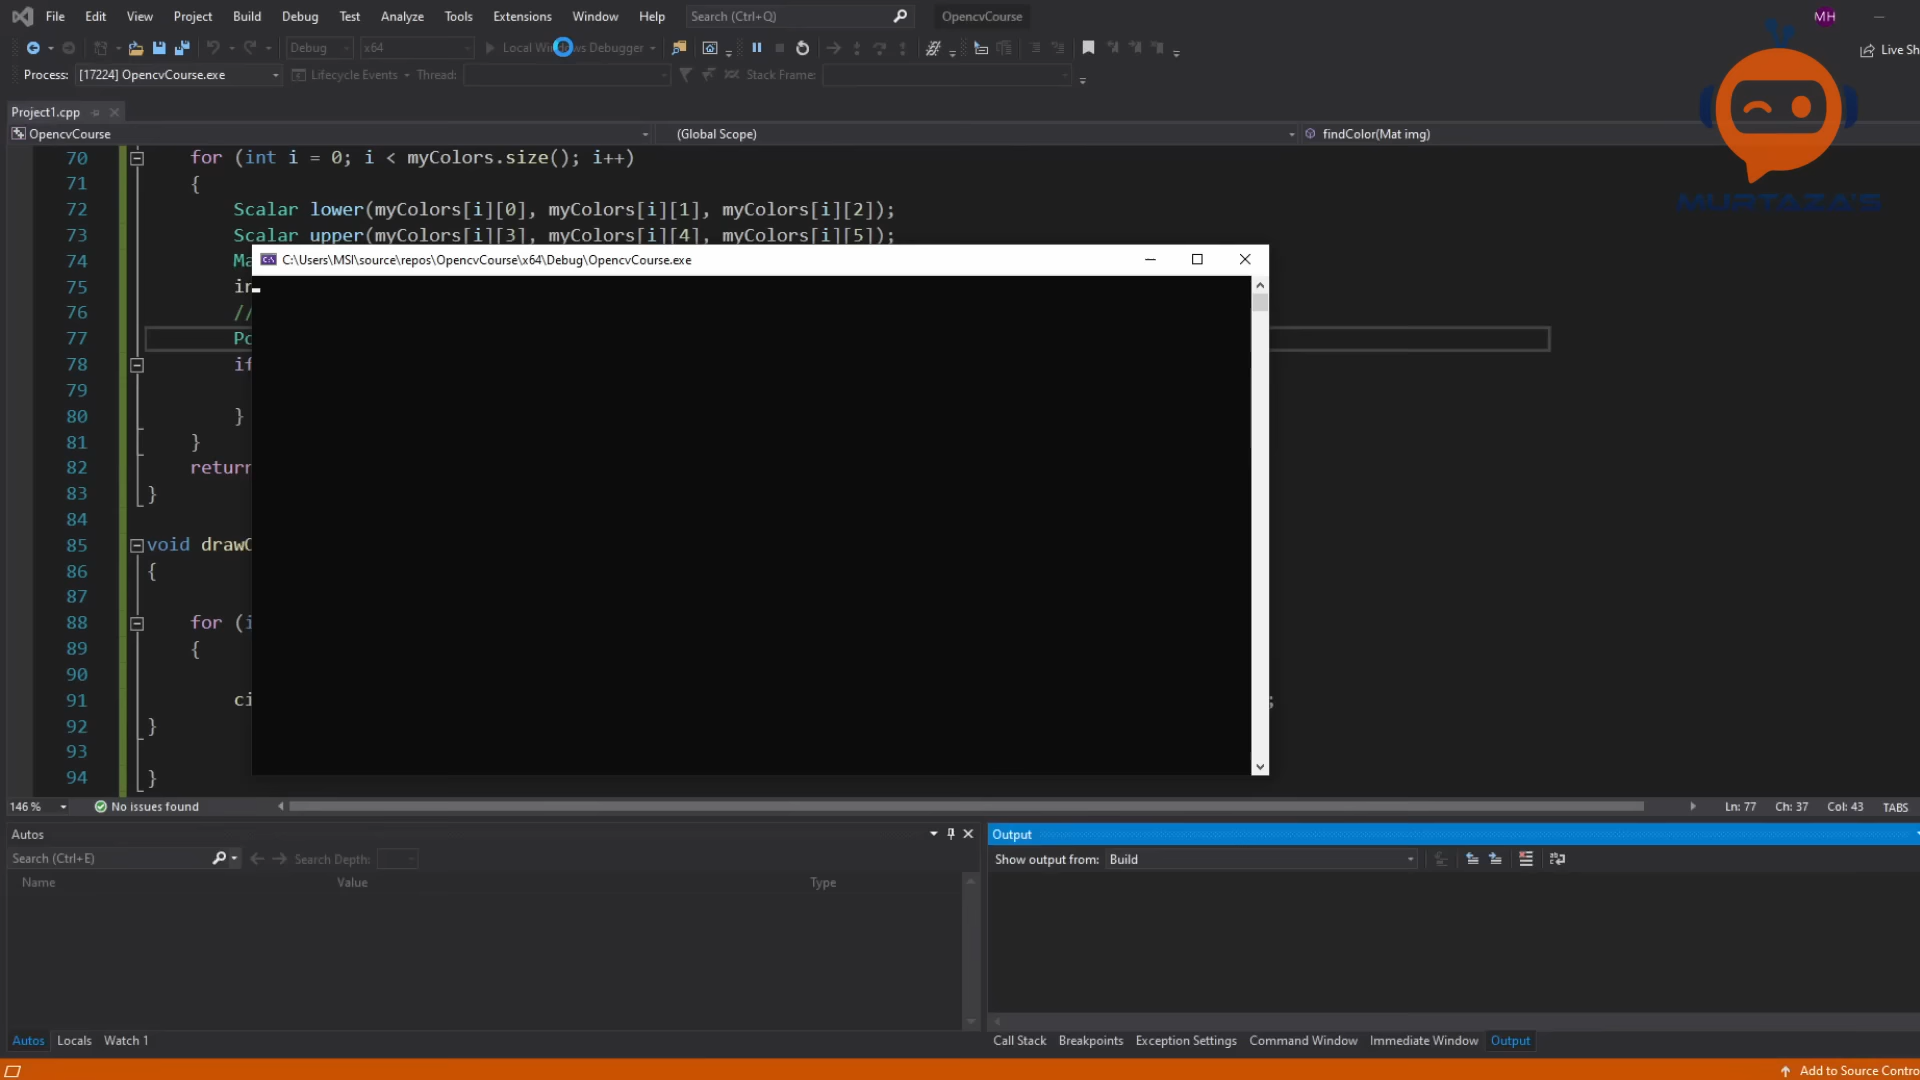 File Edit View Project Build Debug Test Analyze Tools Extensions Window Help Search (Ctrl+Q) OpencvCourse MH
Debug x64 Local Windows Debugger Live Sh
Process: [17224] OpencvCourse.exe Lifecycle Events Thread: Stack Frame:
Project1.cpp
OpencvCourse (Global Scope) findColor(Mat img)
MURTAZA'S
70 for (int i = 0; i < myColors.size(); i++)
71 {
72 Scalar lower(myColors[i][0], myColors[i][1], myColors[i][2]);
73 Scalar upper(myColors[i][3], myColors[i][4], myColors[i][5]);
74 Ma
C:\Users\MSI\source\repos\OpencvCourse\x64\Debug\OpencvCourse.exe
75 in
76 //
77 Po
78 if
79
80 }
81 }
82 return
83 }
84
85 void drawC
86 {
87
88 for (i
89 {
90
91 ci ;
92 }
93
94 }
146 % No issues found Ln: 77 Ch: 37 Col: 43 TABS
Autos
Search (Ctrl+E) Search Depth:
Name Value Type
Autos Locals Watch 1
Output
Show output from: Build
Call Stack Breakpoints Exception Settings Command Window Immediate Window Output
Add to Source Contro